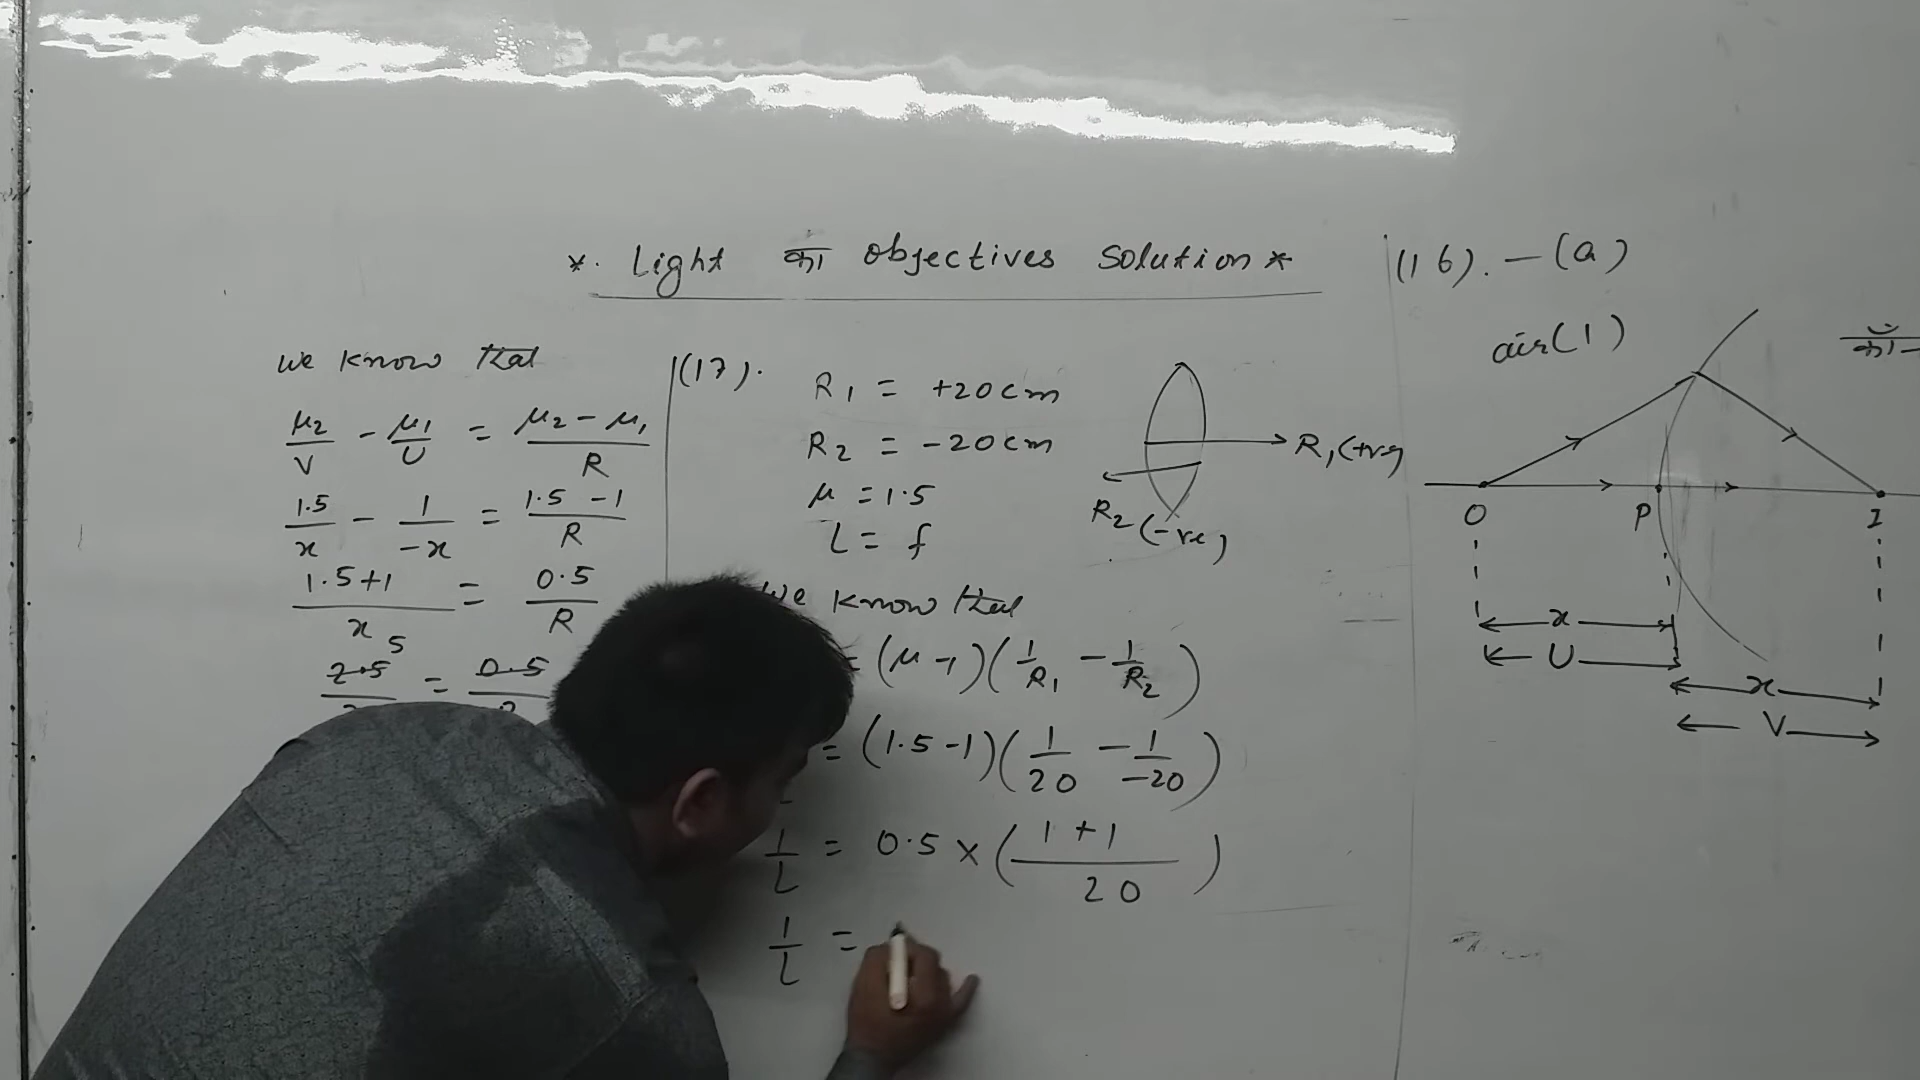 *. Light का objectives solution *
we know that
μ2/V - μ1/U = μ2 - μ1/R
1.5/x - 1/-x = 1.5 - 1/R
1.5+1/x = 0.5/R
5
2.5 = 0.5
(17).
R1 = +20cm
R2 = -20cm
μ = 1.5
L = f
R1(+ve)
R2(-ve)
we know that
= (μ-1)(1/R1 - 1/R2)
= (1.5-1)(1/20 - 1/-20)
1/L = 0.5 × (1+1/20)
1/L =
(16). - (a)
air(1)
O P I
x
U
x
V